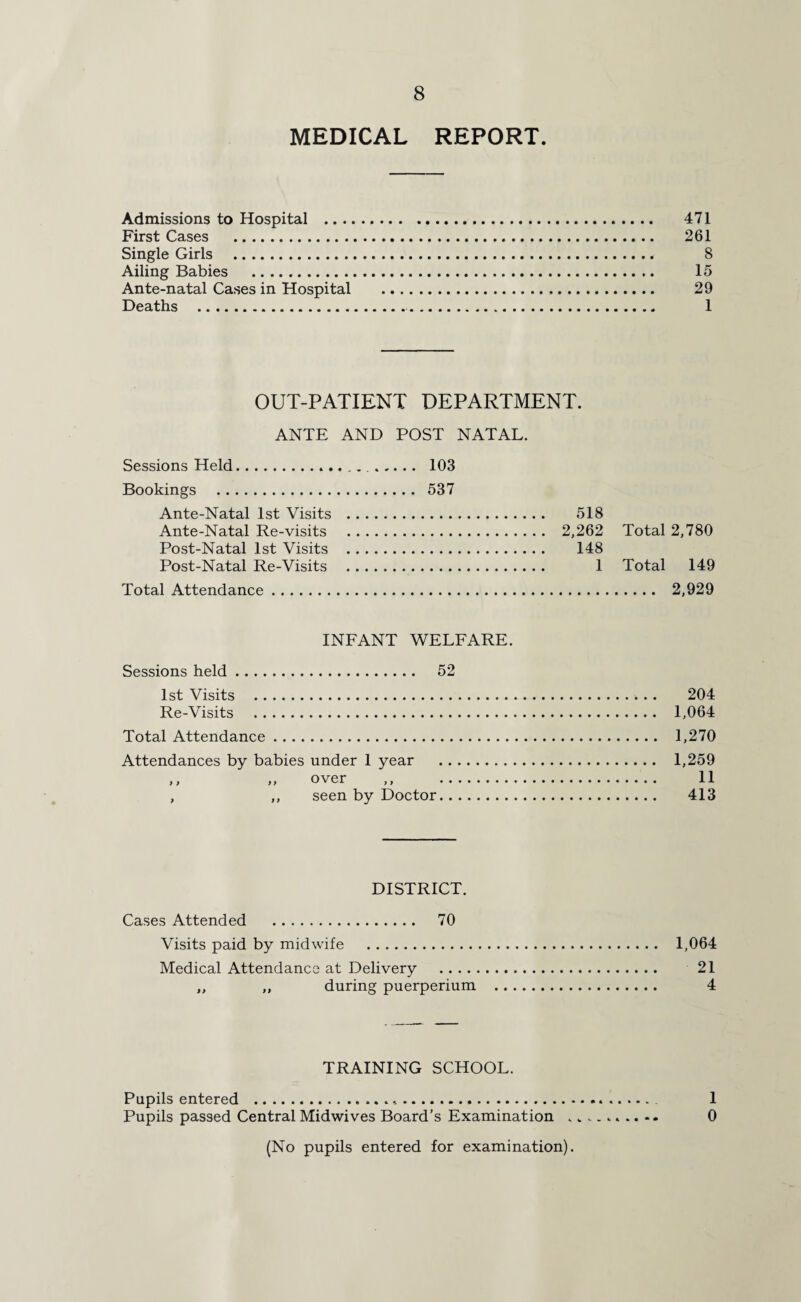 8
MEDICAL REPORT.
Admissions to Hospital .......... .......................... 471
First Cases .............................................. 261
Single Girls .............................................. 8
Ailing Babies ............................................ 15
Ante-natal Cases in Hospital .............................. 29
Deaths .................................................. 1
OUT-PATIENT DEPARTMENT.
ANTE AND POST NATAL.
Sessions Held...................... 103
Bookings ...................... 537
Ante-Natal 1st Visits ...................... 518
Ante-Natal Re-visits ...................... 2,262 Total 2,780
Post-Natal 1st Visits ...................... 148
Post-Natal Re-Visits ...................... 1 Total 149
Total Attendance.......................................... 2,929
INFANT WELFARE.
Sessions held.................... 52
1st Visits ............................................ 204
Re-Visits ............................................ 1,064
Total Attendance.......................................... 1,270
Attendances by babies under 1 year ........................ 1,259
,, ,, over ,, ........................ 11
, ,, seen by Doctor........................ 413
DISTRICT.
Cases Attended ................ 70
Visits paid by midwife ................................ 1,064
Medical Attendance at Delivery ........................ 21
,, ,, during puerperium .................. 4
TRAINING SCHOOL.
Pupils entered ............................................ 1
Pupils passed Central Midwives Board's Examination .......... 0
(No pupils entered for examination).